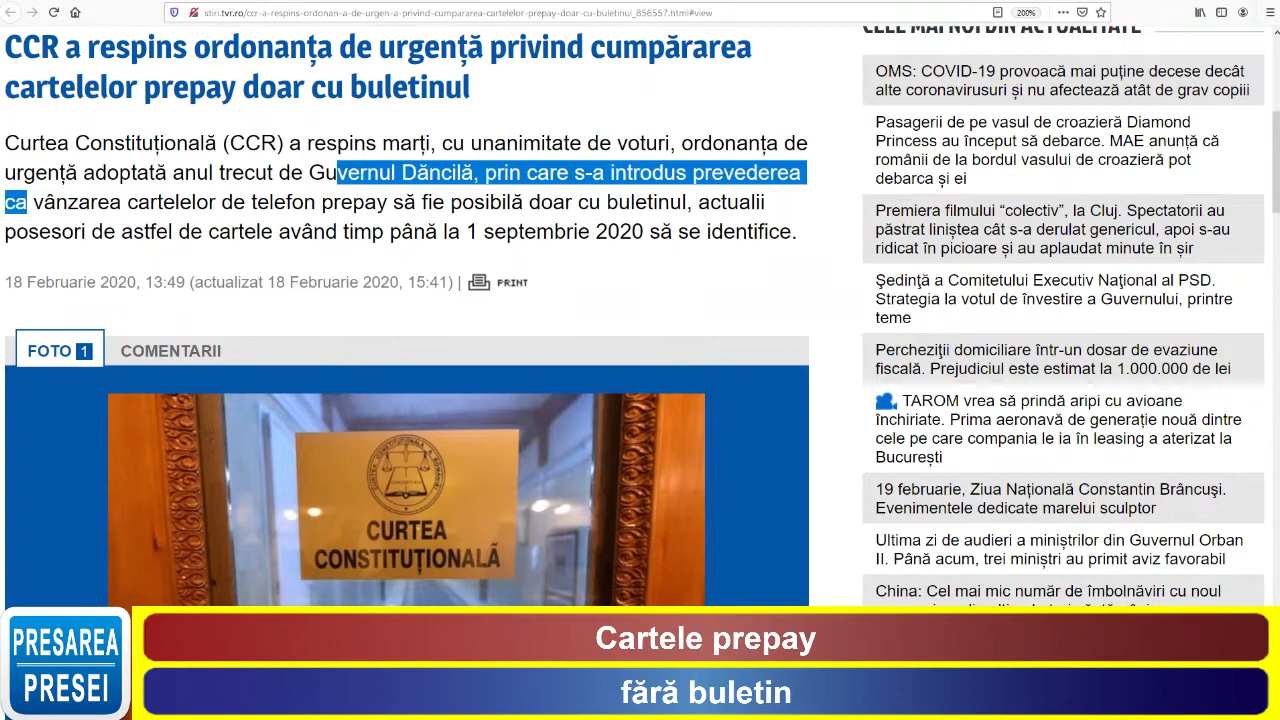 stiri.tvr.ro/ccr-a-respins-ordonan-a-de-urgen-a-privind-cumpararea-cartelelor-prepay-doar-cu-buletinul_856557.html#view
200%
CCR a respins ordonanța de urgență privind cumpărarea
cartelelor prepay doar cu buletinul
Curtea Constituțională (CCR) a respins marți, cu unanimitate de voturi, ordonanța de
urgență adoptată anul trecut de Guvernul Dăncilă, prin care s-a introdus prevederea
ca vânzarea cartelelor de telefon prepay să fie posibilă doar cu buletinul, actualii
posesori de astfel de cartele având timp până la 1 septembrie 2020 să se identifice.
18 Februarie 2020, 13:49 (actualizat 18 Februarie 2020, 15:41) | PRINT
FOTO 1 COMENTARII
CURTEA CONSTITUȚIONALĂ A ROMÂNIEI
CURTEA
CONSTITUȚIONALĂ
CELE MAI NOI DIN ACTUALITATE
OMS: COVID-19 provoacă mai puține decese decât
alte coronavirusuri și nu afectează atât de grav copiii
Pasagerii de pe vasul de croazieră Diamond
Princess au început să debarce. MAE anunță că
românii de la bordul vasului de croazieră pot
debarca și ei
Premiera filmului “colectiv”, la Cluj. Spectatorii au
păstrat liniștea cât s-a derulat genericul, apoi s-au
ridicat în picioare și au aplaudat minute în șir
Şedinţă a Comitetului Executiv Naţional al PSD.
Strategia la votul de învestire a Guvernului, printre
teme
Percheziţii domiciliare într-un dosar de evaziune
fiscală. Prejudiciul este estimat la 1.000.000 de lei
TAROM vrea să prindă aripi cu avioane
închiriate. Prima aeronavă de generație nouă dintre
cele pe care compania le ia în leasing a aterizat la
București
19 februarie, Ziua Națională Constantin Brâncuşi.
Evenimentele dedicate marelui sculptor
Ultima zi de audieri a miniștrilor din Guvernul Orban
II. Până acum, trei miniștri au primit aviz favorabil
China: Cel mai mic număr de îmbolnăviri cu noul
PRESAREA
PRESEI
Cartele prepay
fără buletin